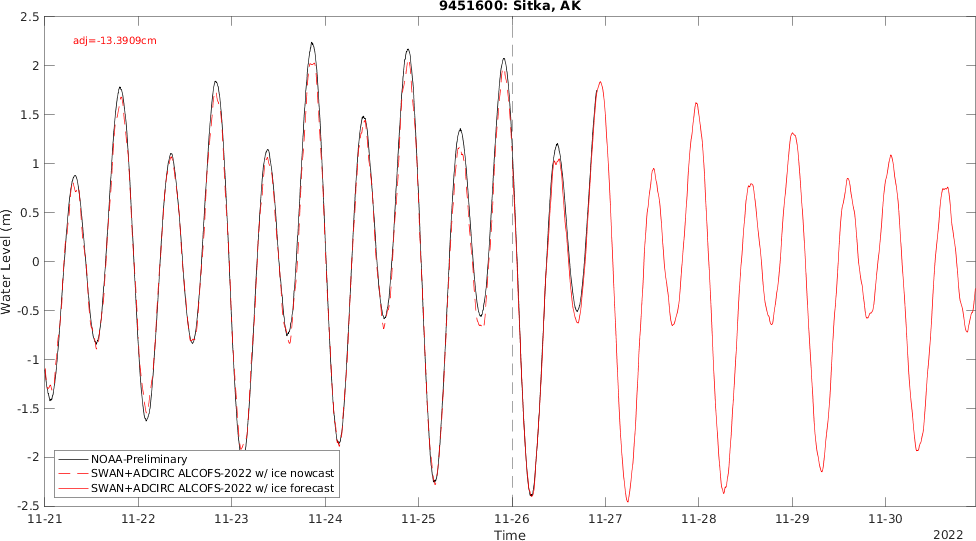 9451600: Sitka, AK
adj=-13.3909cm
2.5
2
1.5
1
0.5
0
-0.5
-1
-1.5
-2
-2.5
Water Level (m)
NOAA-Preliminary
SWAN+ADCIRC ALCOFS-2022 w/ ice nowcast
SWAN+ADCIRC ALCOFS-2022 w/ ice forecast
11-21 11-22 11-23 11-24 11-25 11-26 11-27 11-28 11-29 11-30
Time
2022